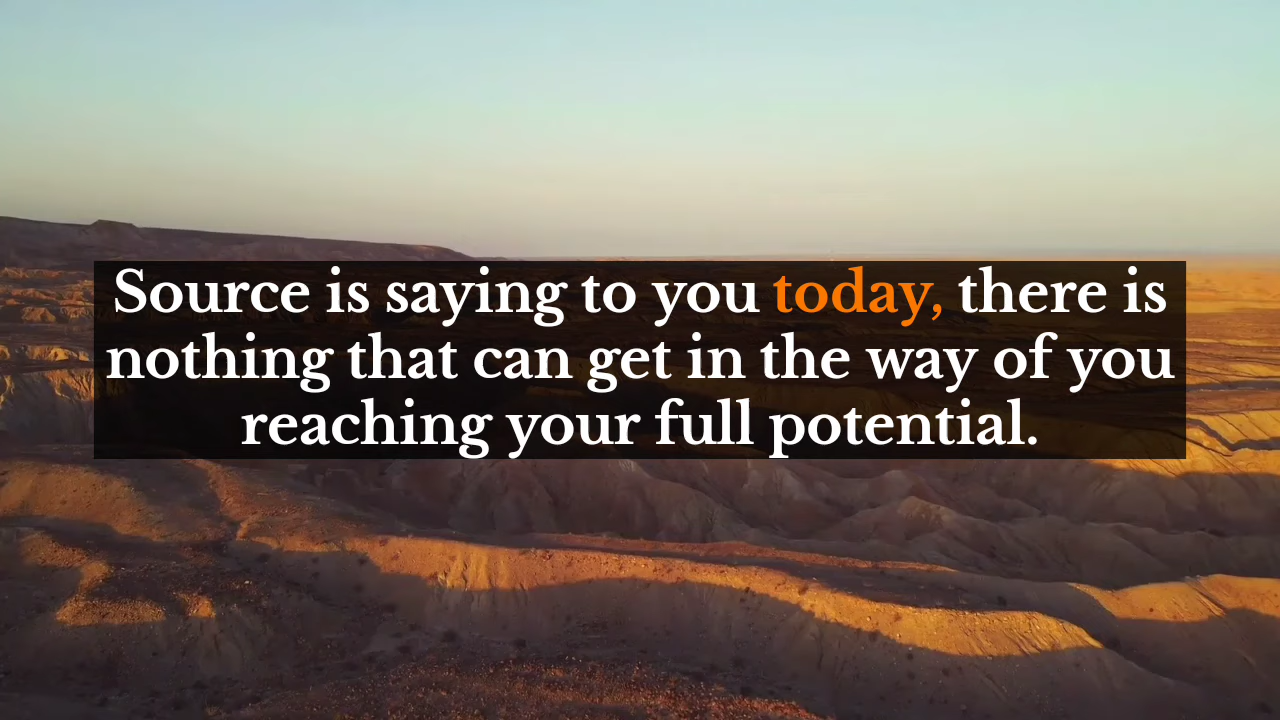 Source is saying to you today, there is
nothing that can get in the way of you
reaching your full potential.